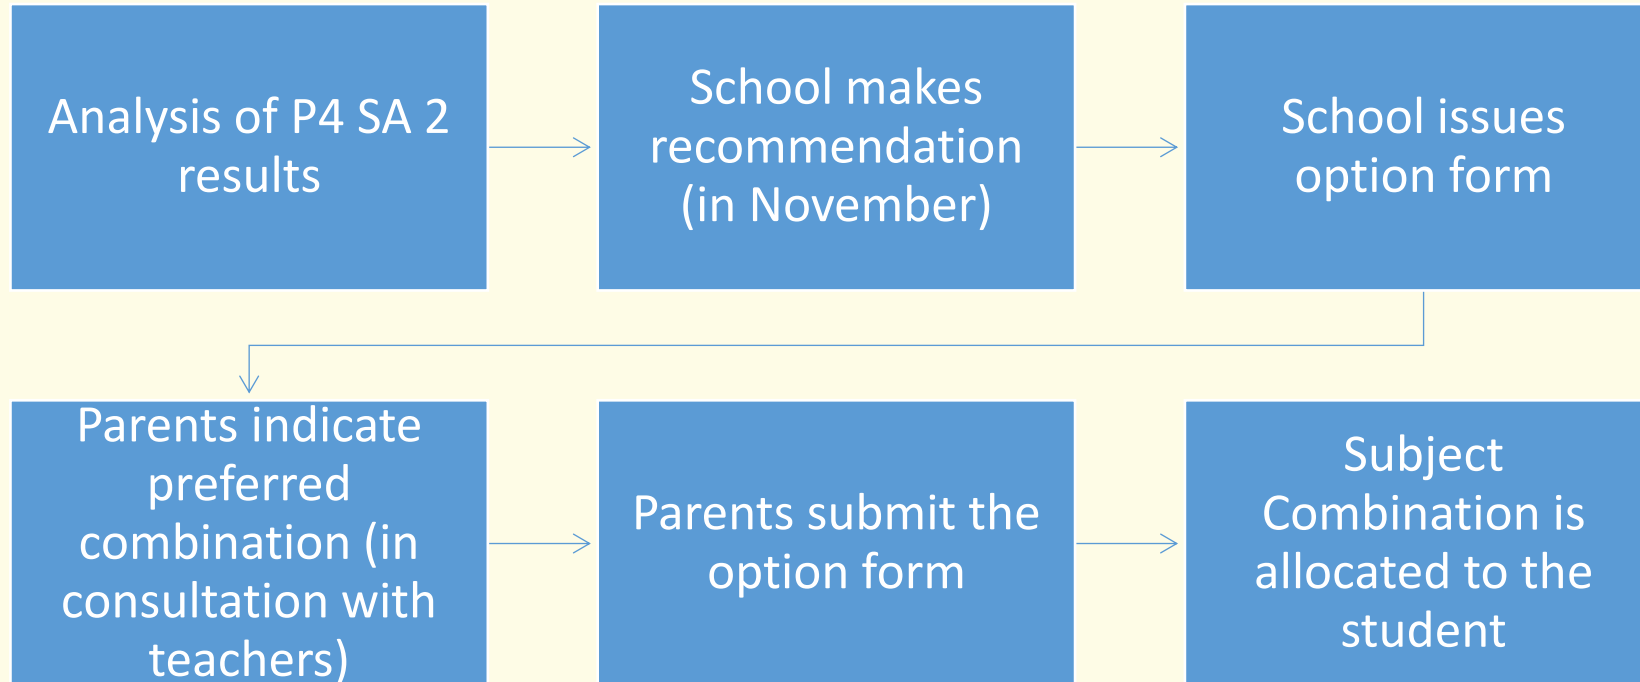 Analysis of P4 SA 2
results
School makes
recommendation
(in November)
School issues
option form
Parents indicate
preferred
combination (in
consultation with
teachers)
Parents submit the
option form
Subject
Combination is
allocated to the
student